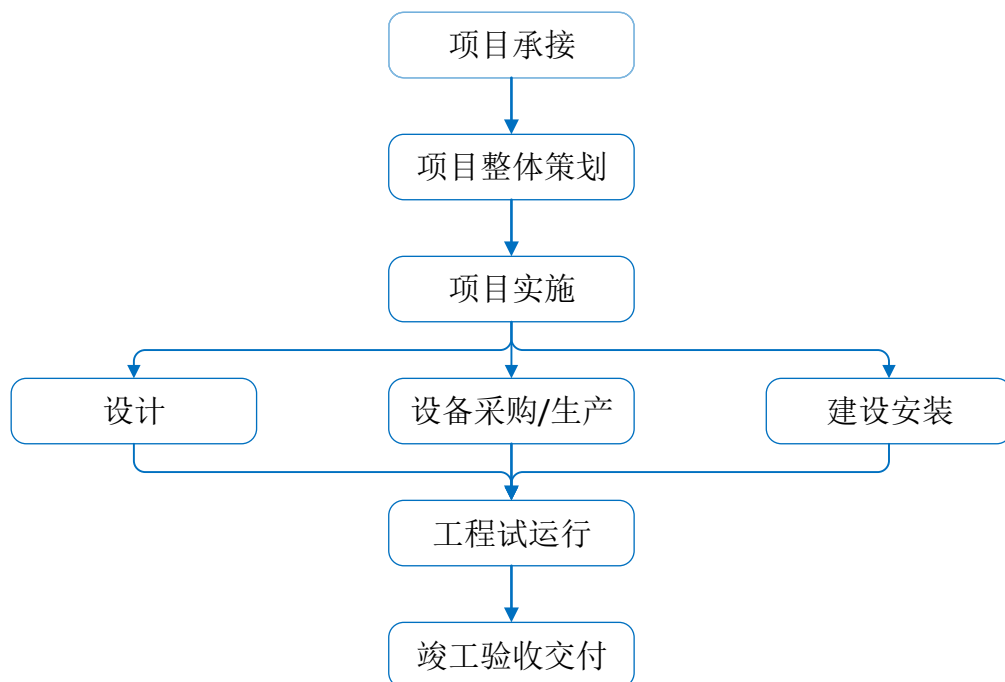 项目承接
项目整体策划
项目实施
设计
设备采购/生产
建设安装
工程试运行
竣工验收交付